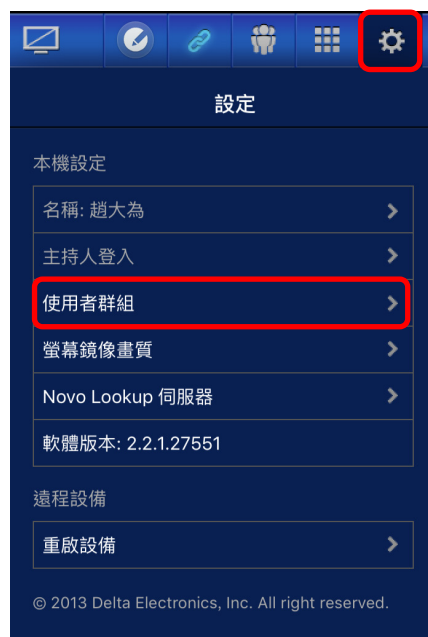 設定
本機設定
名稱: 趙大為
主持人登入
使用者群組
螢幕鏡像畫質
Novo Lookup 伺服器
軟體版本: 2.2.1.27551
遠程設備
重啟設備
© 2013 Delta Electronics, Inc. All right reserved.